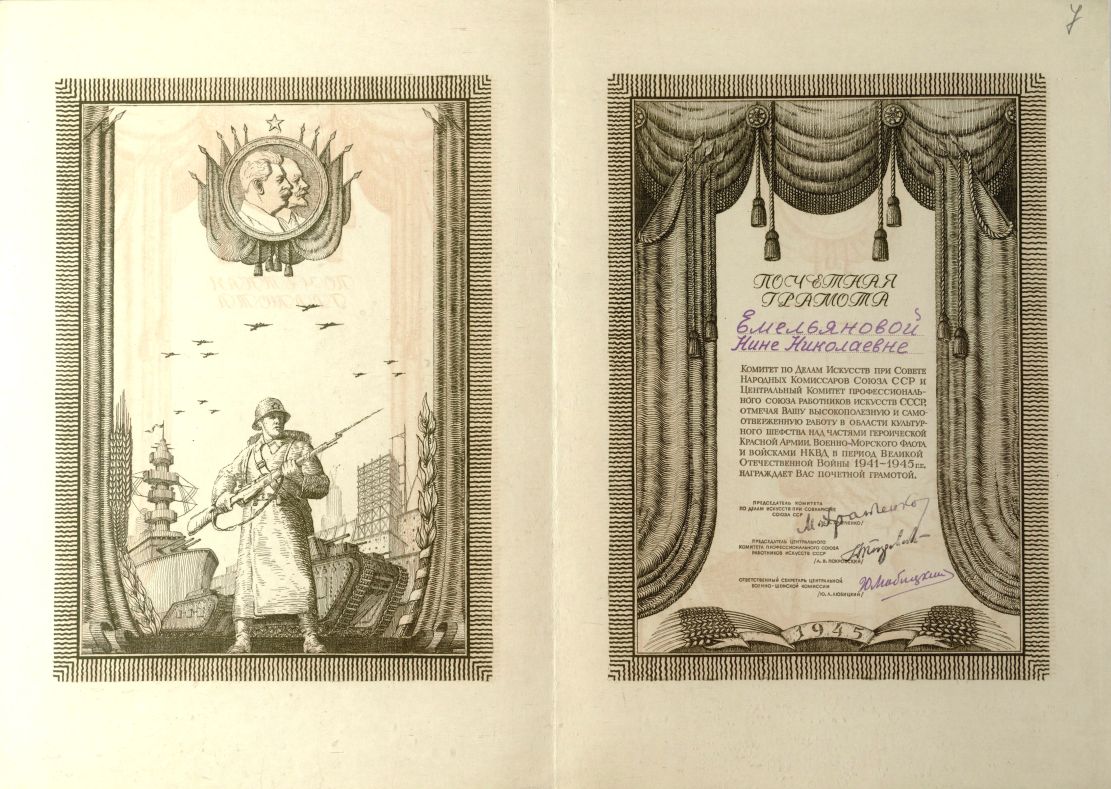 7
ПОЧЕТНАЯ
ГРАМОТА
Емельяновой
Нине Николаевне
Комитет по Делам Искусств при Совете
Народных Комиссаров Союза ССР и
Центральный Комитет профессиональ-
ного союза работников искусств СССР,
отмечая Вашу высокополезную и само-
отверженную работу в области культур-
ного шефства над частями героической
Красной Армии, Военно-Морского Флота
и войсками НКВД в период Великой
Отечественной Войны 1941–1945 г.г.,
награждает Вас почетной грамотой.
ПРЕДСЕДАТЕЛЬ КОМИТЕТА
ПО ДЕЛАМ ИСКУССТВ ПРИ СОВНАРКОМЕ
СОЮЗА ССР
ПРЕДСЕДАТЕЛЬ ЦЕНТРАЛЬНОГО
КОМИТЕТА ПРОФЕССИОНАЛЬНОГО СОЮЗА
РАБОТНИКОВ ИСКУССТВ СССР
/А. В. ПОКРОВСКИЙ/
ОТВЕТСТВЕННЫЙ СЕКРЕТАРЬ ЦЕНТРАЛЬНОЙ
ВОЕННО-ШЕФСКОЙ КОМИССИИ
/Ю. Л. ЛЮБИЦКИЙ/
1945